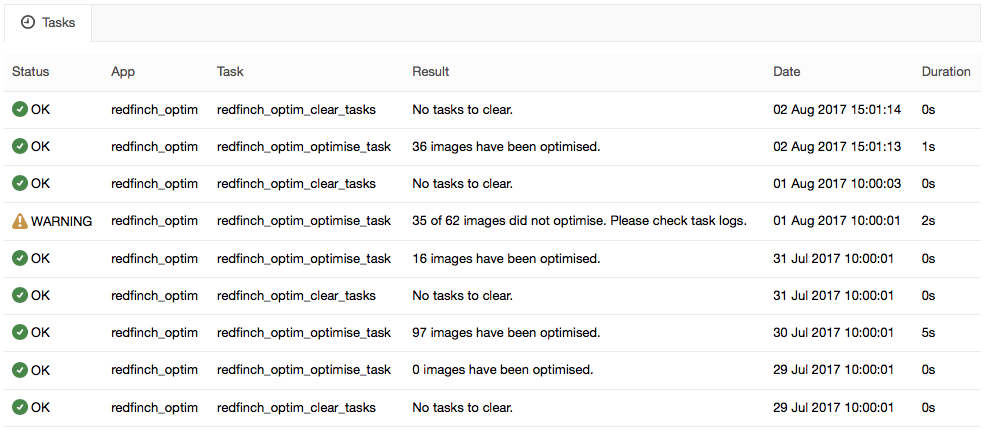 Tasks
Status App Task Result Date Duration
OK redfinch_optim redfinch_optim_clear_tasks No tasks to clear. 02 Aug 2017 15:01:14 0s
OK redfinch_optim redfinch_optim_optimise_task 36 images have been optimised. 02 Aug 2017 15:01:13 1s
OK redfinch_optim redfinch_optim_clear_tasks No tasks to clear. 01 Aug 2017 10:00:03 0s
WARNING redfinch_optim redfinch_optim_optimise_task 35 of 62 images did not optimise. Please check task logs. 01 Aug 2017 10:00:01 2s
OK redfinch_optim redfinch_optim_optimise_task 16 images have been optimised. 31 Jul 2017 10:00:01 0s
OK redfinch_optim redfinch_optim_clear_tasks No tasks to clear. 31 Jul 2017 10:00:01 0s
OK redfinch_optim redfinch_optim_optimise_task 97 images have been optimised. 30 Jul 2017 10:00:01 5s
OK redfinch_optim redfinch_optim_optimise_task 0 images have been optimised. 29 Jul 2017 10:00:01 0s
OK redfinch_optim redfinch_optim_clear_tasks No tasks to clear. 29 Jul 2017 10:00:01 0s